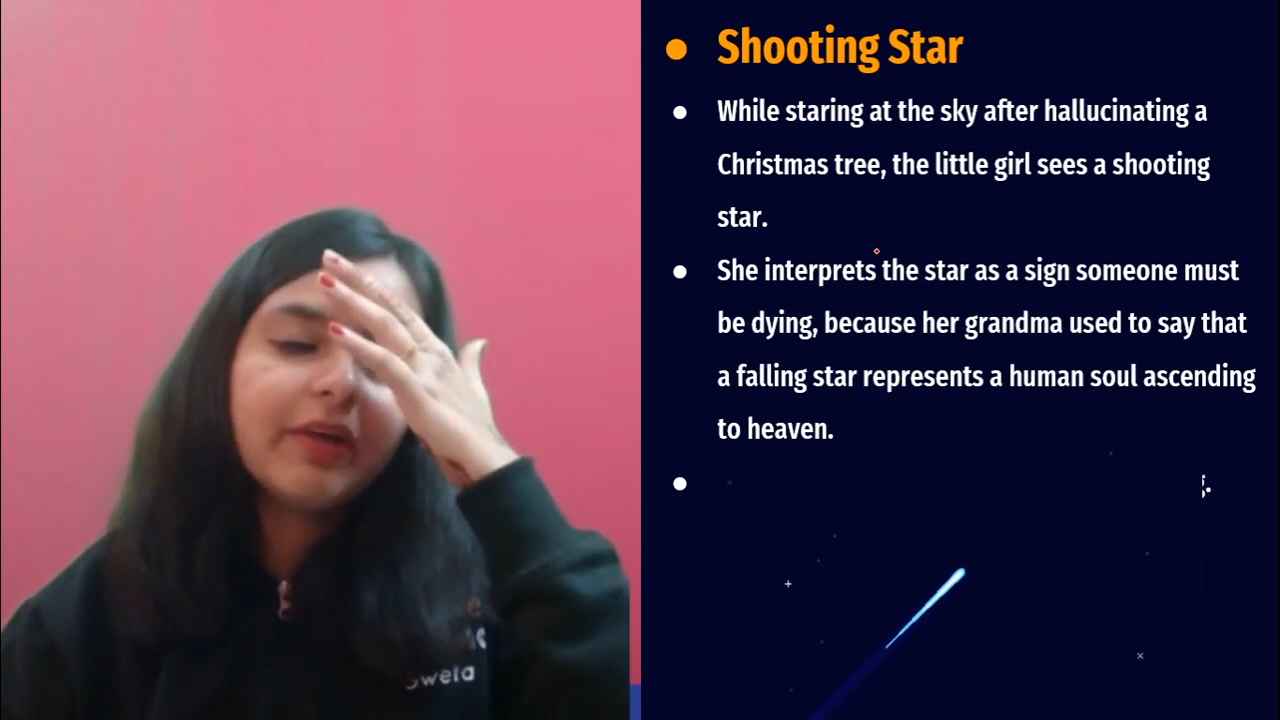 Shooting Star
While staring at the sky after hallucinating a
Christmas tree, the little girl sees a shooting
star.
She interprets the star as a sign someone must
be dying, because her grandma used to say that
a falling star represents a human soul ascending
to heaven.